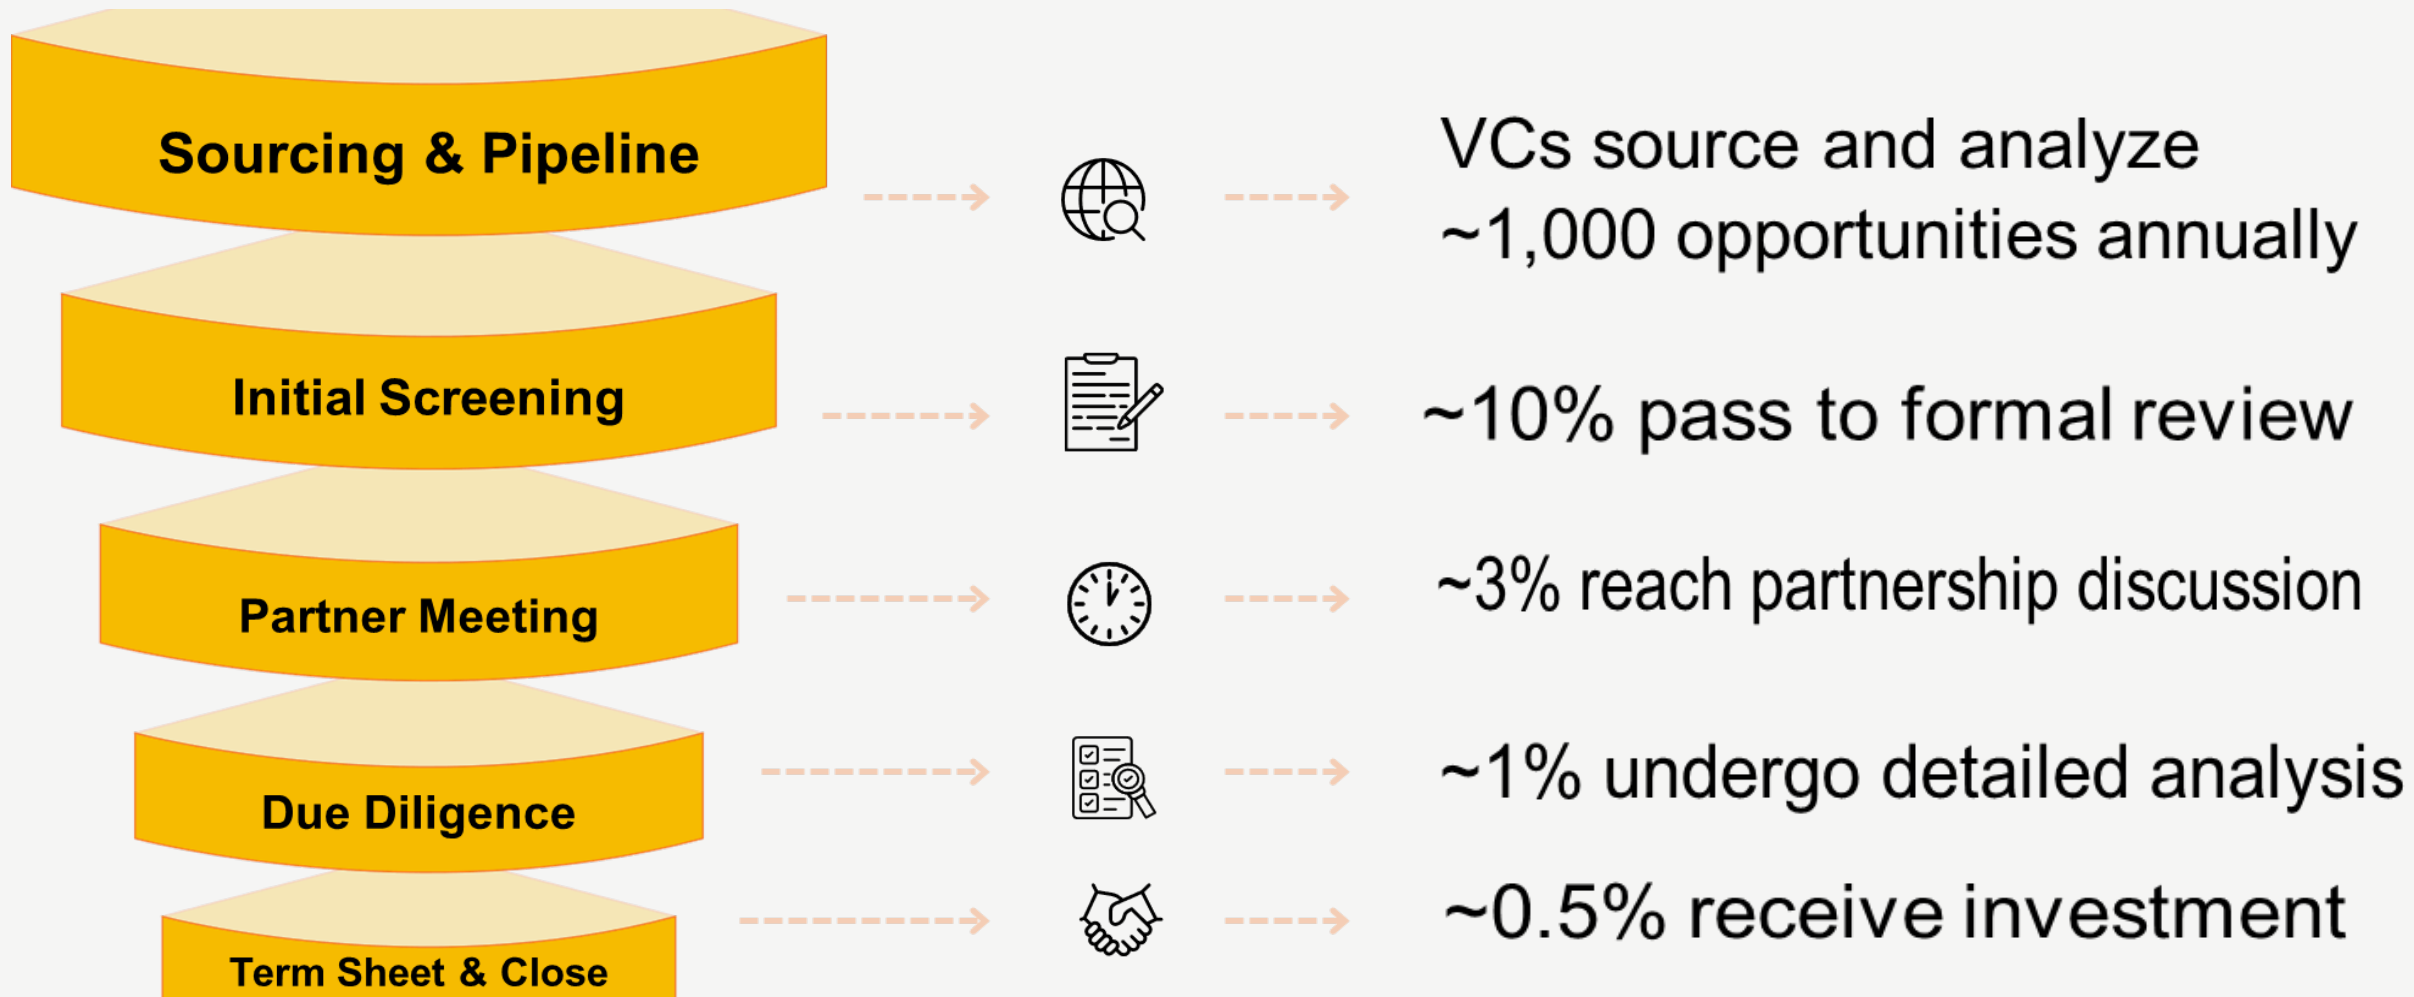 Sourcing & Pipeline
VCs source and analyze
~1,000 opportunities annually
Initial Screening
~10% pass to formal review
Partner Meeting
~3% reach partnership discussion
Due Diligence
~1% undergo detailed analysis
Term Sheet & Close
~0.5% receive investment